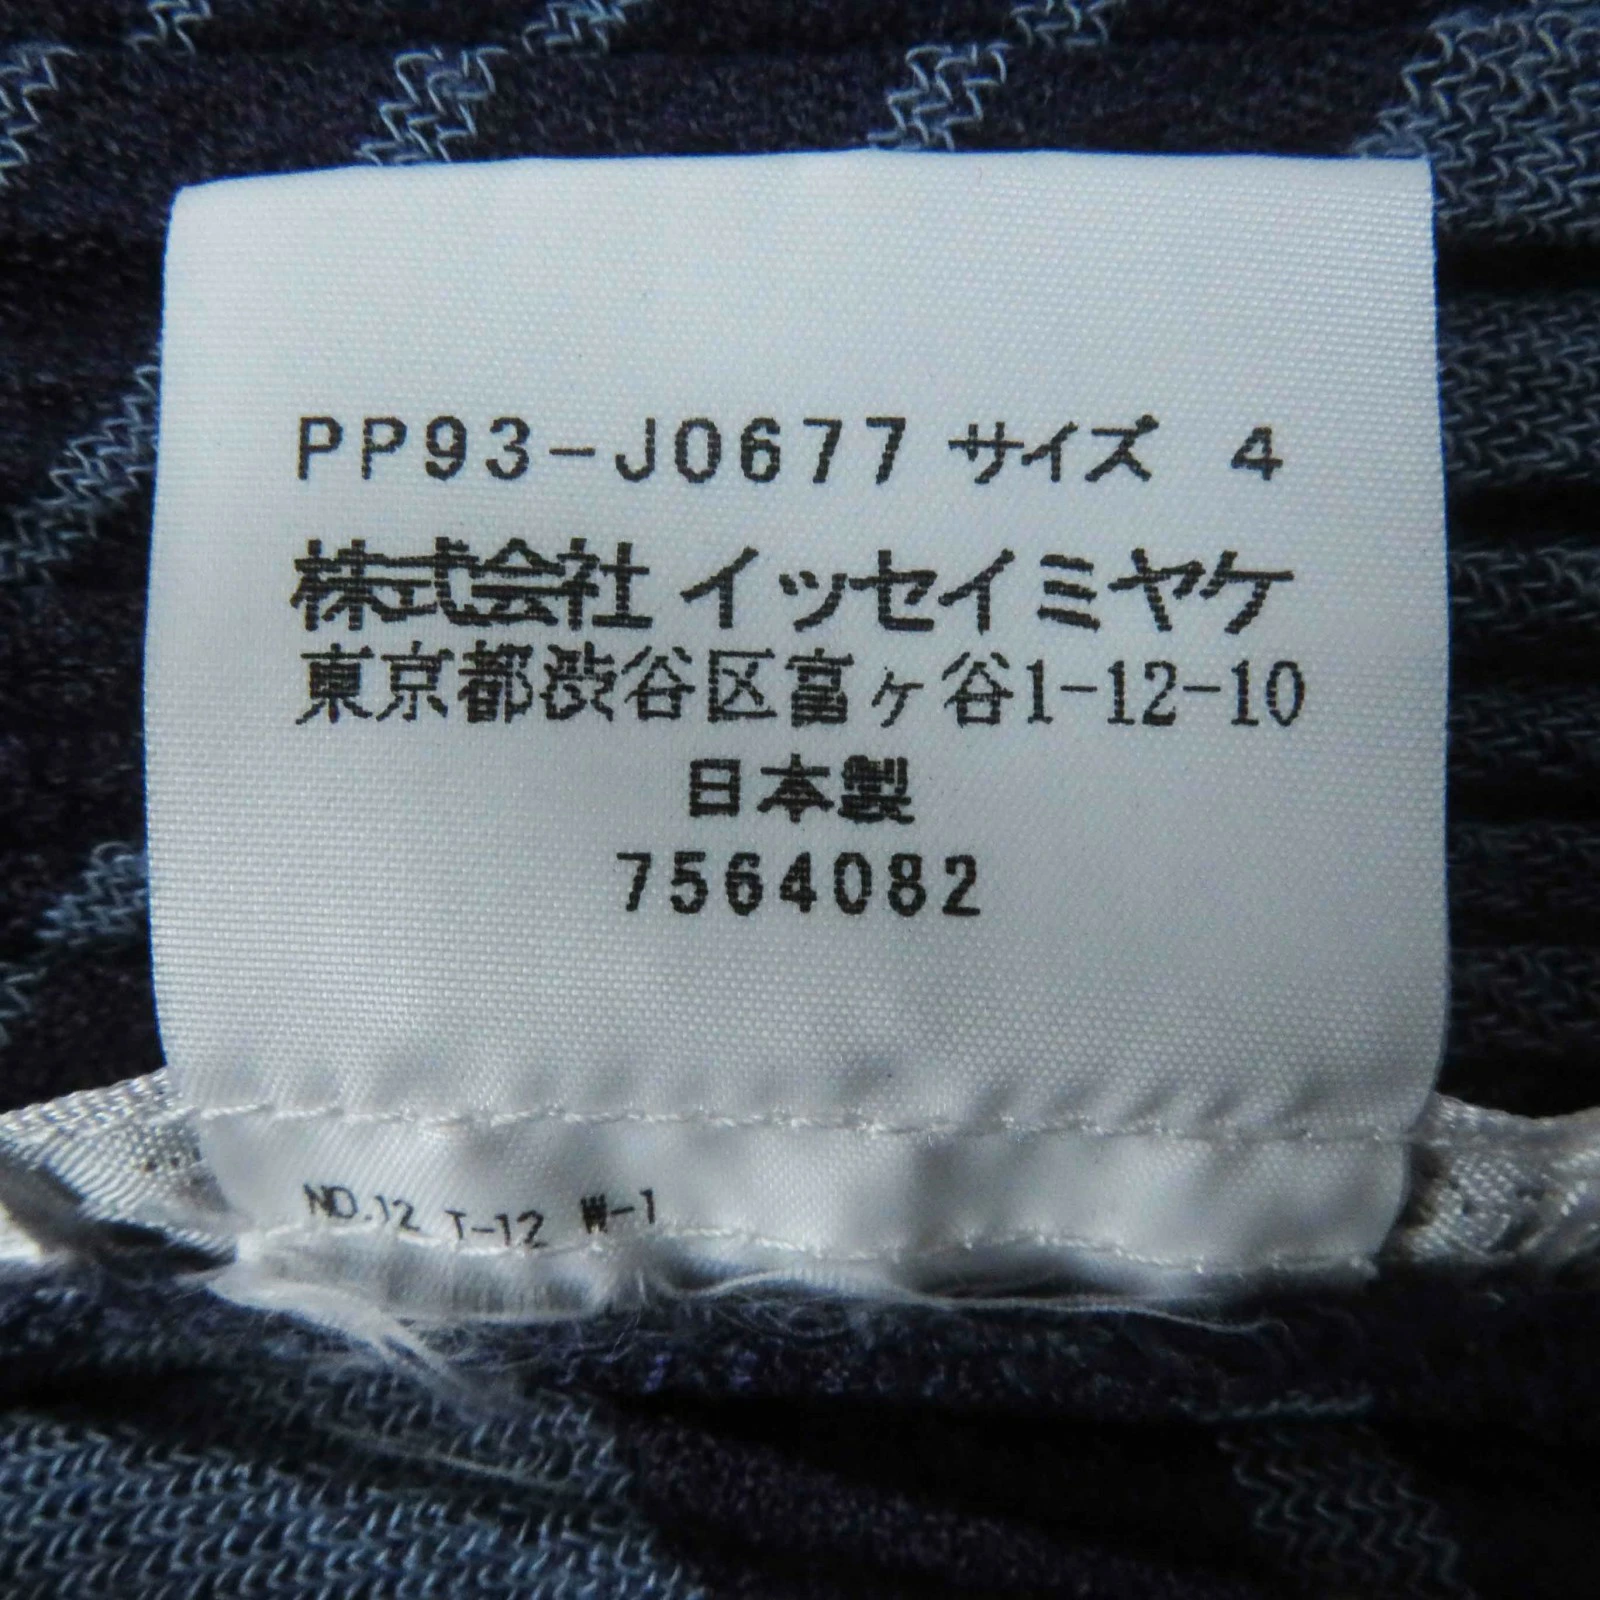 PP93-J0677 サイズ 4
株式会社 イッセイミヤケ
東京都渋谷区富ヶ谷1-12-10
日本製
7564082
NO.12 T-12 W-1